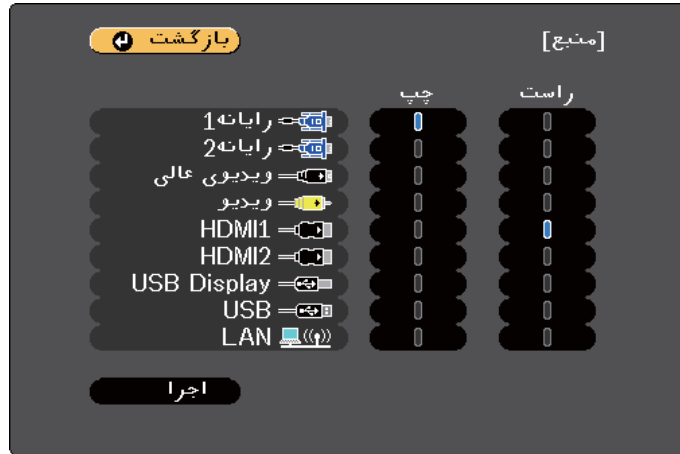 [منبع]
بازگشت
راست
چپ
رایانه1
رایانه2
ویدیوی عالی
ویدیو
HDMI1
HDMI2
USB Display
USB
LAN
اجرا